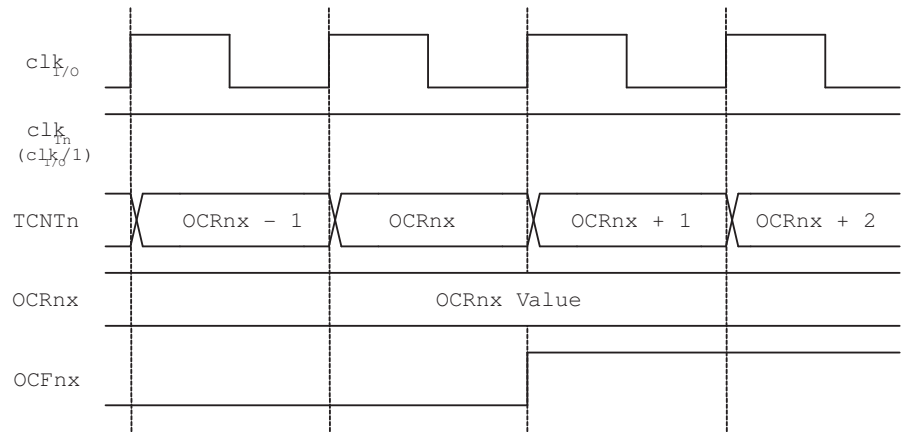 clkI/O
clkTn
(clkI/O/1)
TCNTn OCRnx - 1 OCRnx OCRnx + 1 OCRnx + 2
OCRnx OCRnx Value
OCFnx